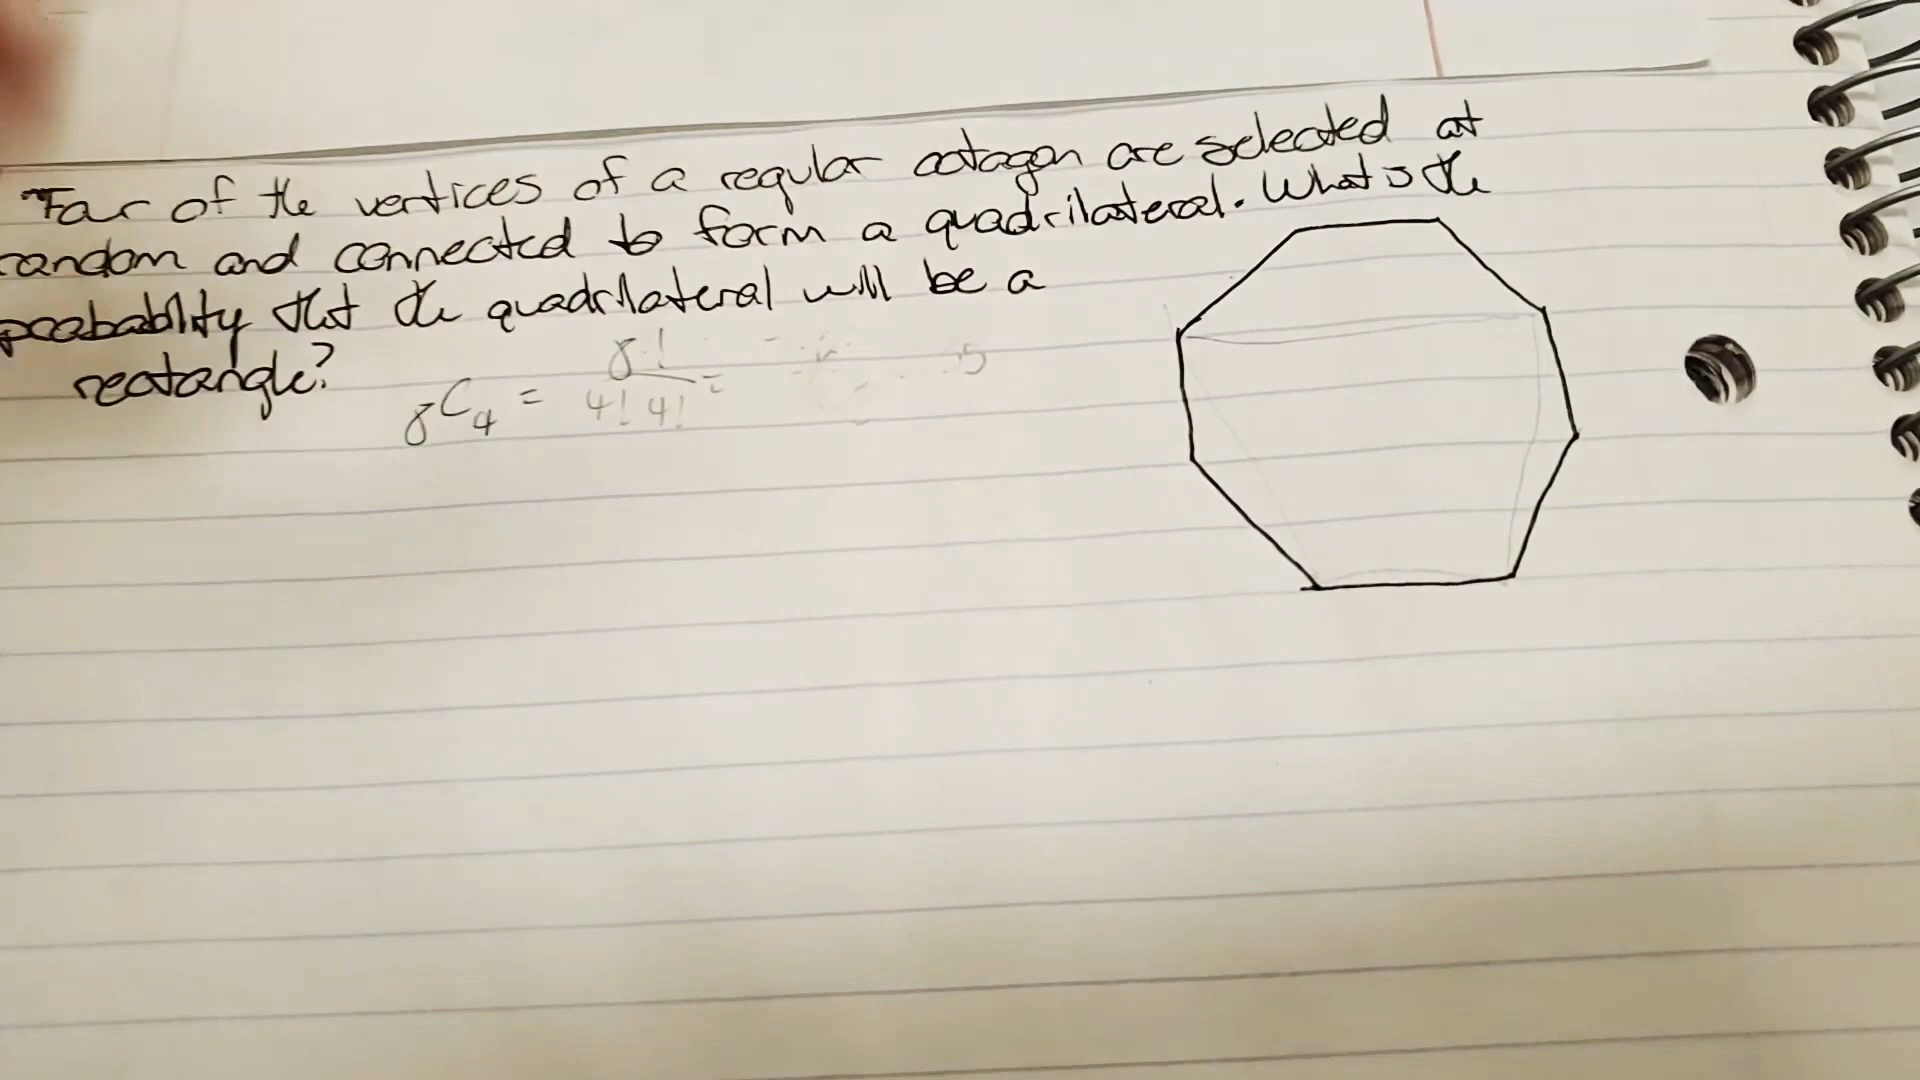 Four of the vertices of a regular octagon are selected at
random and connected to form a quadrilateral. What is the
probability that the quadrilateral will be a
rectangle?
8C4 = 8! / 4! 4! =